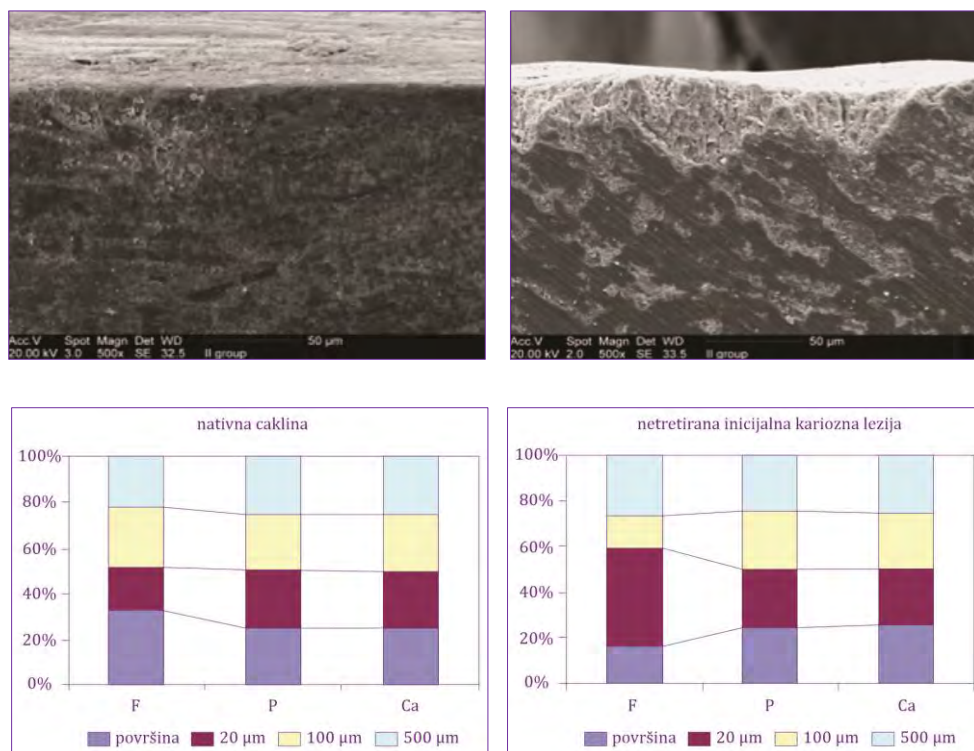 Acc.V Spot Magn Det WD 50 µm
20.00 kV 3.0 500x SE 32.5 II group
Acc.V Spot Magn Det WD 50 µm
20.00 kV 2.0 500x SE 33.5 II group
nativna caklina
100%
80%
60%
40%
20%
0%
F P Ca
površina 20 µm 100 µm 500 µm
netretirana inicijalna kariozna lezija
100%
80%
60%
40%
20%
0%
F P Ca
površina 20 µm 100 µm 500 µm